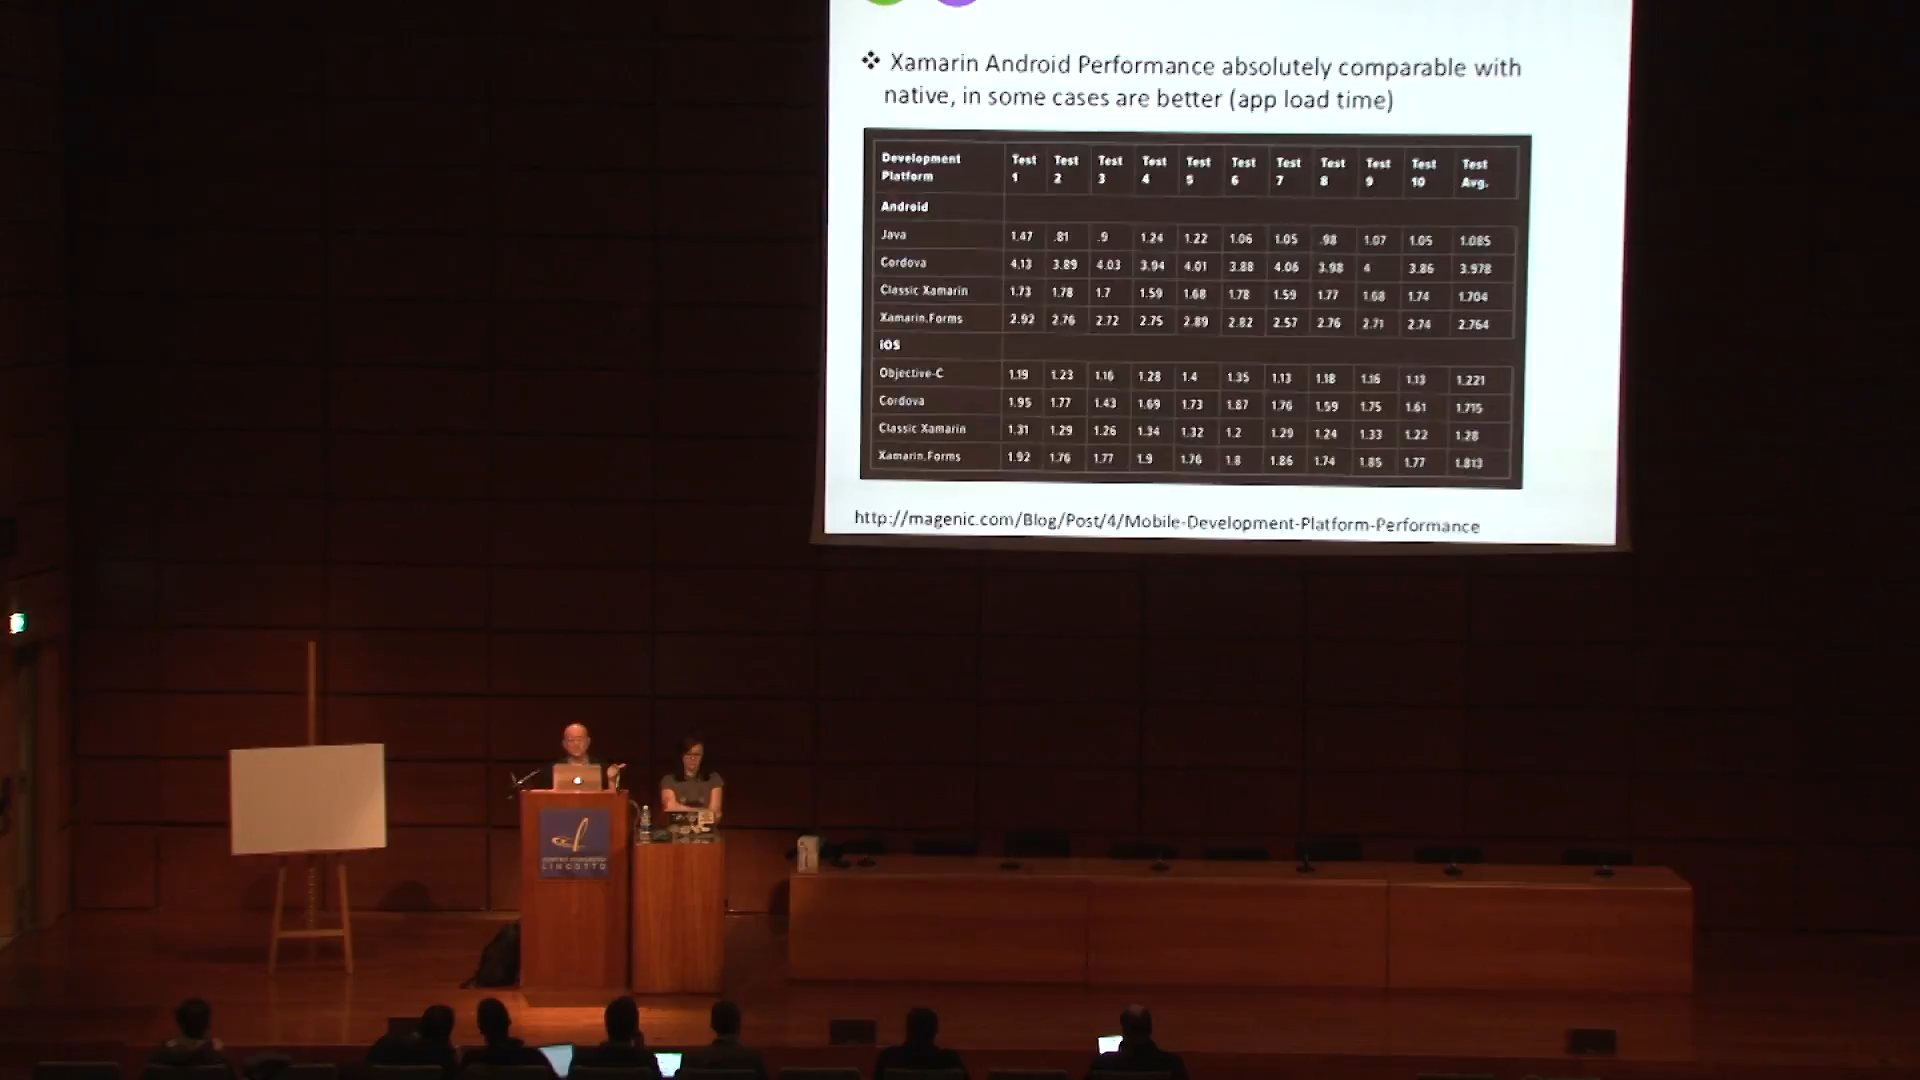 ❖ Xamarin Android Performance absolutely comparable with
native, in some cases are better (app load time)
Development Platform Test 1 Test 2 Test 3 Test 4 Test 5 Test 6 Test 7 Test 8 Test 9 Test 10 Test Avg.
Android
Java 1.47 .81 .9 1.24 1.22 1.06 1.05 .98 1.07 1.05 1.085
Cordova 4.13 3.89 4.03 3.94 4.01 3.88 4.06 3.98 4 3.86 3.978
Classic Xamarin 1.73 1.78 1.7 1.59 1.68 1.78 1.59 1.77 1.68 1.74 1.704
Xamarin.Forms 2.92 2.76 2.72 2.75 2.89 2.82 2.57 2.76 2.71 2.74 2.764
iOS
Objective-C 1.19 1.23 1.16 1.28 1.4 1.35 1.13 1.18 1.16 1.13 1.221
Cordova 1.95 1.77 1.43 1.69 1.73 1.87 1.76 1.59 1.75 1.61 1.715
Classic Xamarin 1.31 1.29 1.26 1.34 1.32 1.2 1.29 1.24 1.33 1.22 1.28
Xamarin.Forms 1.92 1.76 1.77 1.9 1.76 1.8 1.86 1.74 1.85 1.77 1.813
http://magenic.com/Blog/Post/4/Mobile-Development-Platform-Performance
LINGOTTO